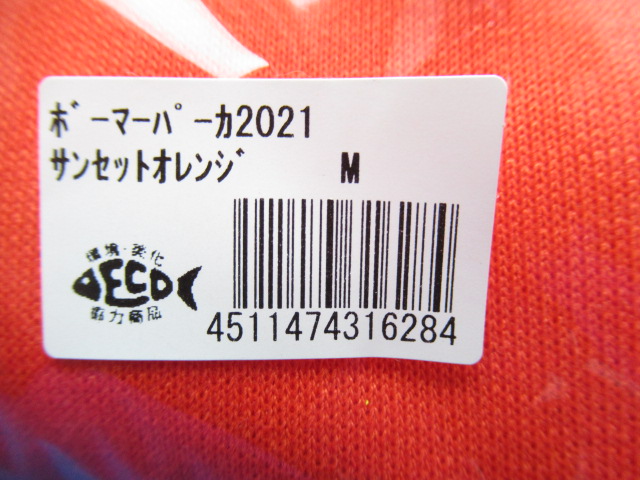 ﾎﾞｰﾏｰﾊﾟｰｶ2021
ｻﾝｾｯﾄｵﾚﾝｼﾞ M
環境・美化
ECO
協力商品
4511474316284